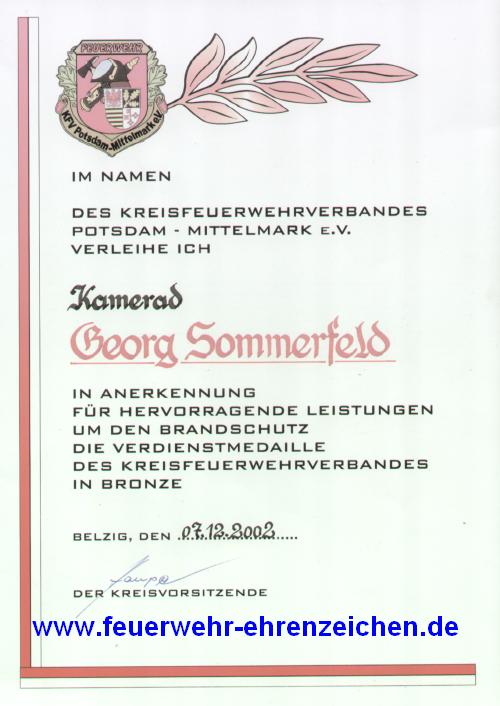 FEUERWEHR
KFV Potsdam-Mittelmark e.V.
IM NAMEN
DES KREISFEUERWEHRVERBANDES
POTSDAM - MITTELMARK E.V.
VERLEIHE ICH
Kamerad
Georg Sommerfeld
IN ANERKENNUNG
FÜR HERVORRAGENDE LEISTUNGEN
UM DEN BRANDSCHUTZ
DIE VERDIENSTMEDAILLE
DES KREISFEUERWEHRVERBANDES
IN BRONZE
BELZIG, DEN 07.12.2002
DER KREISVORSITZENDE
www.feuerwehr-ehrenzeichen.de